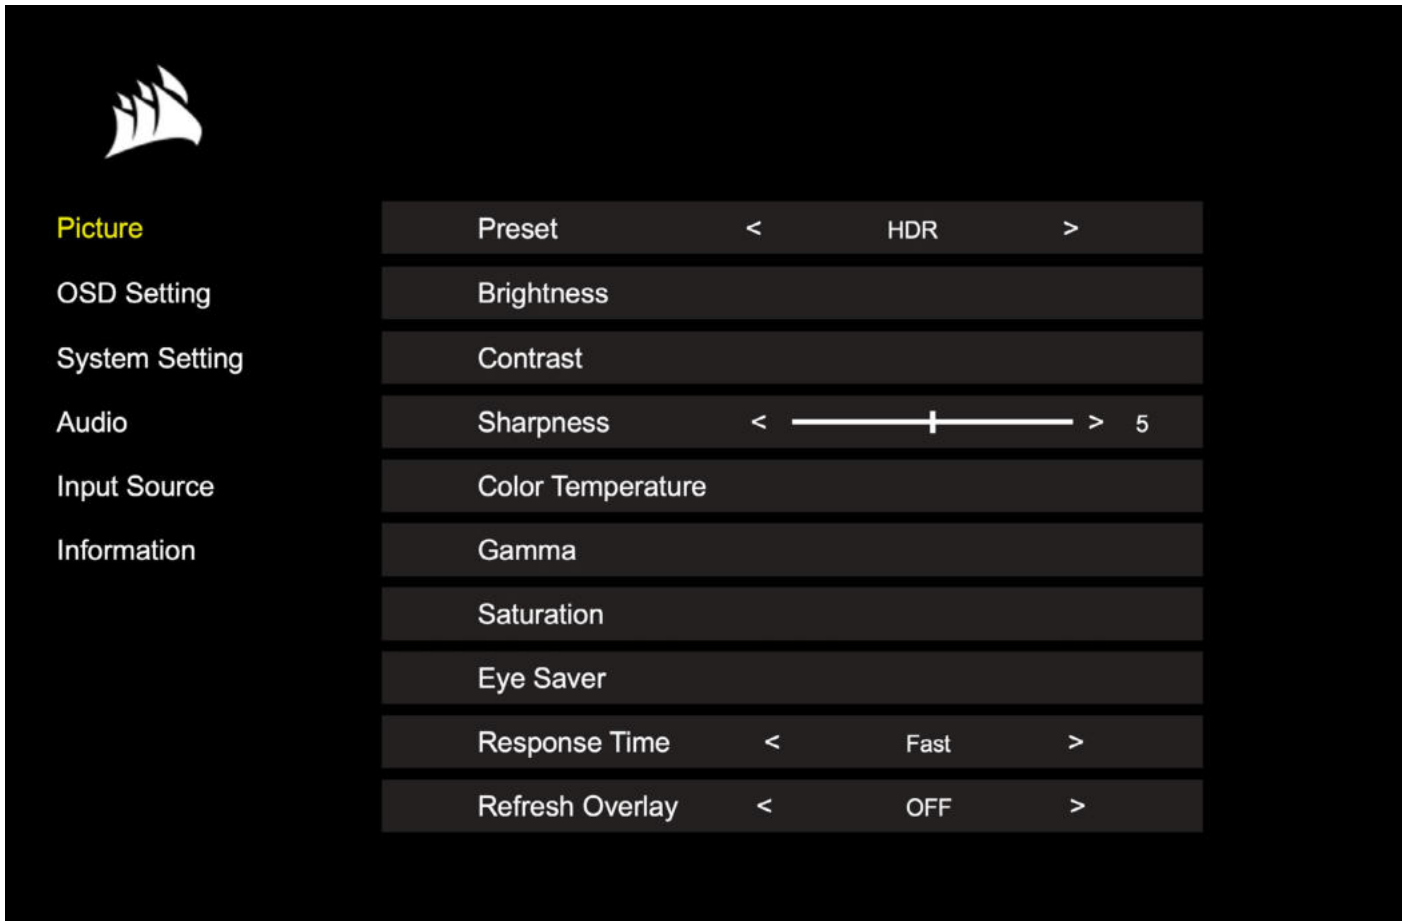 Picture
Preset < HDR >
OSD Setting
Brightness
System Setting
Contrast
Audio
Sharpness < > 5
Input Source
Color Temperature
Information
Gamma
Saturation
Eye Saver
Response Time < Fast >
Refresh Overlay < OFF >